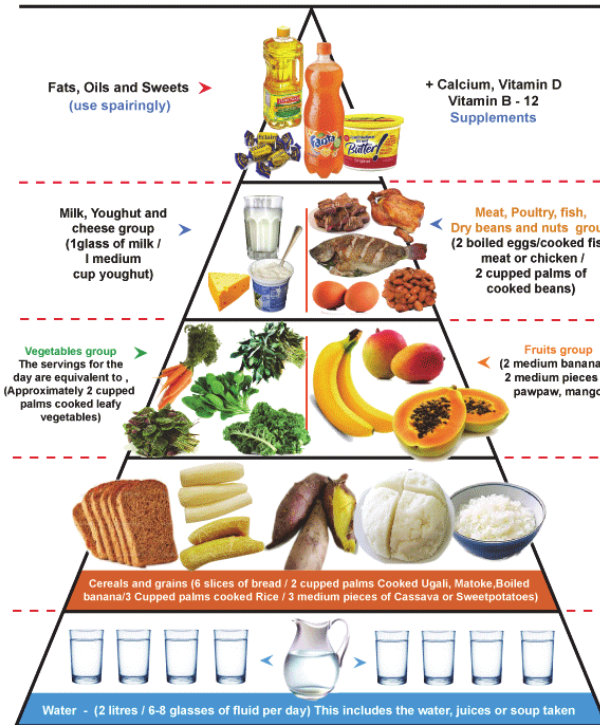 Fats, Oils and Sweets
(use spairingly)
+ Calcium, Vitamin D
Vitamin B - 12
Supplements
Fanta
Butter
Milk, Youghut and
cheese group
(1glass of milk /
I medium
cup youghut)
Meat, Poultry, fish,
Dry beans and nuts
(2 boiled eggs/cooked
meat or chicken /
2 cupped palms of
cooked beans)
Vegetables group
The servings for the
day are equivalent to ,
(Approximately 2 cupped
palms cooked leafy
vegetables)
Fruits group
(2 medium
2 medium pieces
pawpaw,
Cereals and grains (6 slices of bread / 2 cupped palms Cooked Ugali, Matoke,Boiled
banana/3 Cupped palms cooked Rice / 3 medium pieces of Cassava or Sweetpotatoes)
Water - (2 litres / 6-8 glasses of fluid per day) This includes the water, juices or soup taken